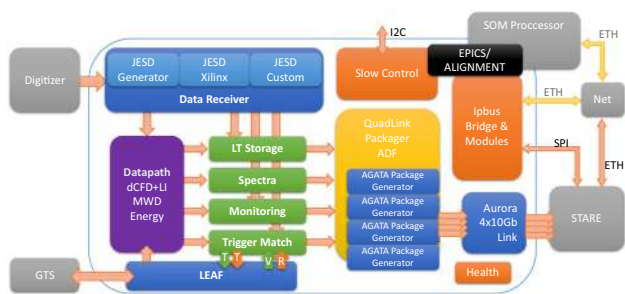 I2C
SOM Proccessor
ETH
JESD
Generator
JESD
Xilinx
JESD
Custom
EPICS/
ALIGNMENT
Digitizer
Slow Control
Data Receiver
ETH
Net
QuadLink
Packager
ADF
Ipbus
Bridge &
Modules
LT Storage
SPI
ETH
Datapath
dCFD+LI
MWD
Energy
Spectra
AGATA Package
Generator
Monitoring
AGATA Package
Generator
Aurora
4x10Gb
Link
STARE
Trigger Match
AGATA Package
Generator
T T V R
AGATA Package
Generator
GTS
LEAF
Health